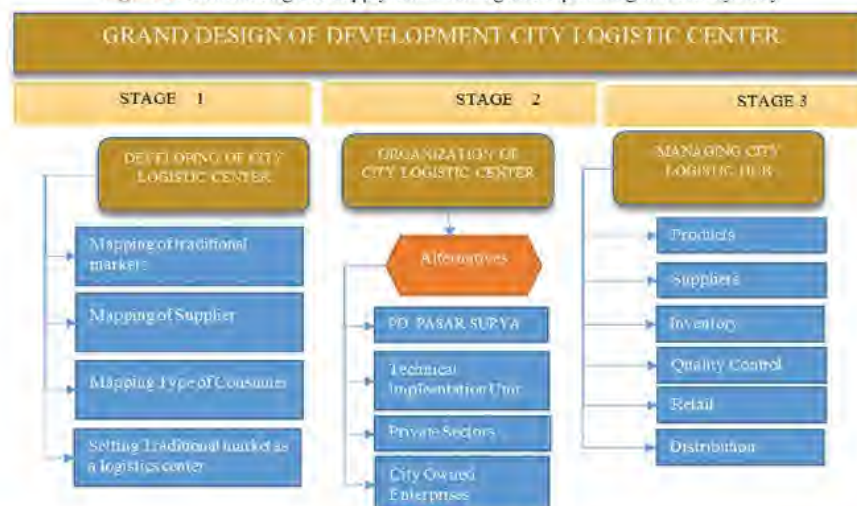 GRAND DESIGN OF DEVELOPMENT CITY LOGISTIC CENTER
STAGE 1
STAGE 2
STAGE 3
DEVELOPING OF CITY
LOGISTIC CENTER
Mapping of traditional
markets
Mapping of Supplier
Mapping Type of Consumer
Setting Traditional market as
a logistics center
ORGANIZATION OF
CITY LOGISTIC CENTER
Alternatives
PD. PASAR SURYA
Technical
Unit
Private Sectors
City Owned
Enterprises
MANAGING CITY
LOGISTIC HUB
Products
Suppliers
Inventory
Quality Control
Retail
Distribution